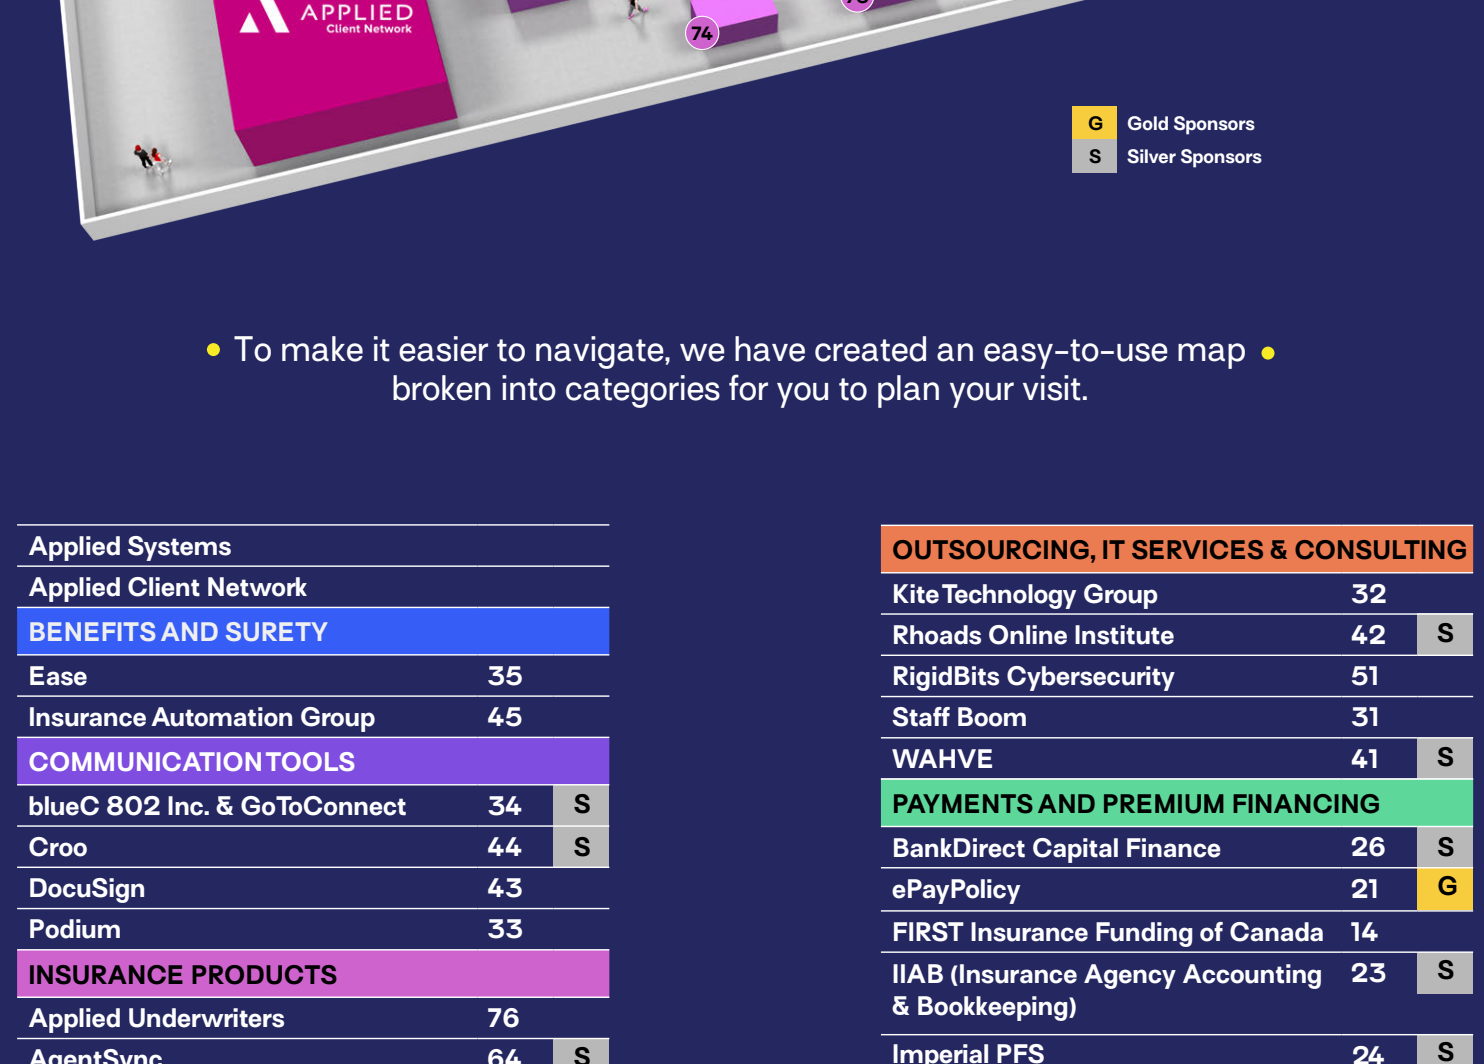 APPLIED
Client Network
74
G Gold Sponsors
S Silver Sponsors
To make it easier to navigate, we have created an easy-to-use map
broken into categories for you to plan your visit.
Applied Systems
Applied Client Network
BENEFITS AND SURETY
Ease 35
Insurance Automation Group 45
COMMUNICATION TOOLS
blueC 802 Inc. & GoToConnect 34 S
Croo 44 S
DocuSign 43
Podium 33
INSURANCE PRODUCTS
Applied Underwriters 76
AgentSync 64 S
OUTSOURCING, IT SERVICES & CONSULTING
Kite Technology Group 32
Rhoads Online Institute 42 S
RigidBits Cybersecurity 51
Staff Boom 31
WAHVE 41 S
PAYMENTS AND PREMIUM FINANCING
BankDirect Capital Finance 26 S
ePayPolicy 21 G
FIRST Insurance Funding of Canada 14
IIAB (Insurance Agency Accounting 23 S
& Bookkeeping)
Imperial PFS 24 S